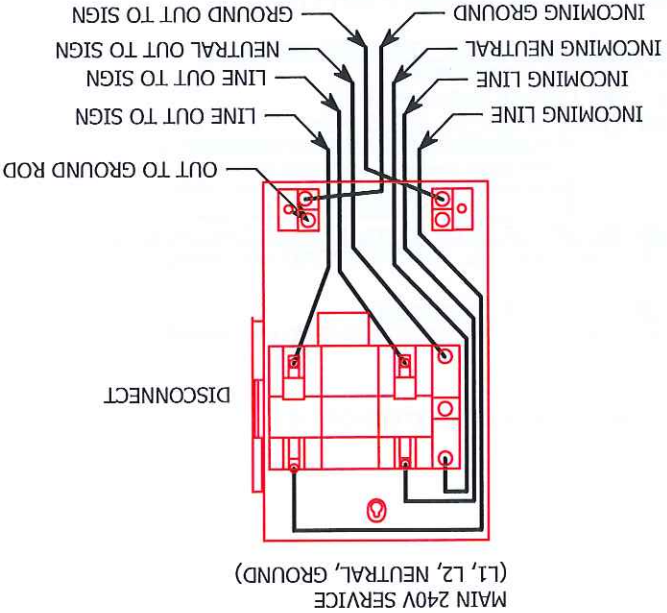 MAIN 240V SERVICE
(L1, L2, NEUTRAL, GROUND)
DISCONNECT
OUT TO GROUND ROD
INCOMING LINE
LINE OUT TO SIGN
INCOMING LINE
LINE OUT TO SIGN
INCOMING NEUTRAL
NEUTRAL OUT TO SIGN
INCOMING GROUND
GROUND OUT TO SIGN